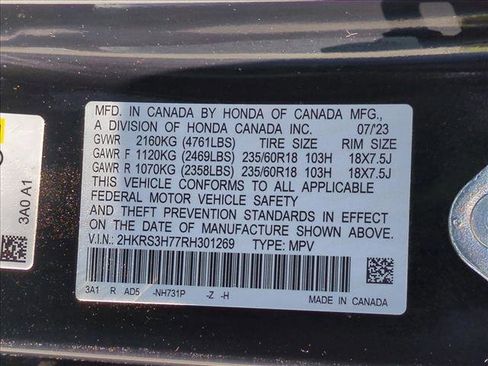 MFD. IN CANADA BY HONDA OF CANADA MFG.,
A DIVISION OF HONDA CANADA INC. 07/'23
GVWR 2160KG (4761LBS) TIRE SIZE RIM SIZE
GAWR F 1120KG (2469LBS) 235/60R18 103H 18X7.5J
GAWR R 1070KG (2358LBS) 235/60R18 103H 18X7.5J
THIS VEHICLE CONFORMS TO ALL APPLICABLE
FEDERAL MOTOR VEHICLE SAFETY BUMPER,
AND THEFT PREVENTION STANDARDS IN EFFECT
ON THE DATE OF MANUFACTURE SHOWN ABOVE.
V.I.N.: 2HKRS3H77RH301269 TYPE: MPV
3A1 R AD5 -NH731P -Z -H
MADE IN CANADA
3A0 A1